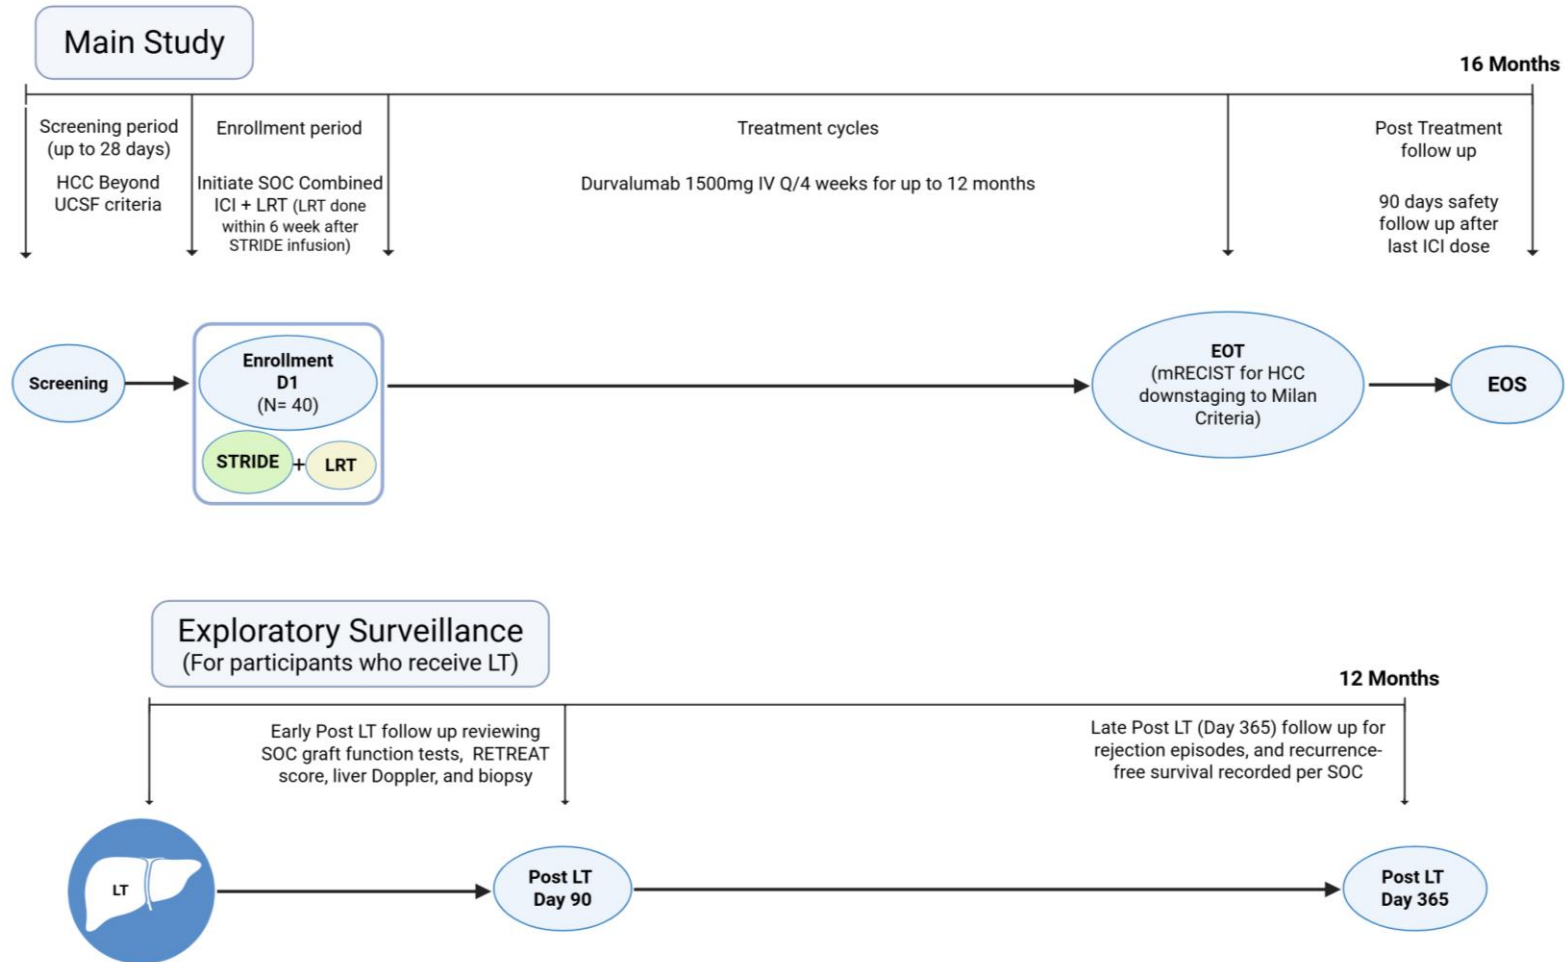 Main Study
16 Months
Screening period
(up to 28 days)
HCC Beyond
UCSF criteria
Enrollment period
Initiate SOC Combined
ICI + LRT (LRT done
within 6 week after
STRIDE infusion)
Treatment cycles
Durvalumab 1500mg IV Q/4 weeks for up to 12 months
Post Treatment
follow up
90 days safety
follow up after
last ICI dose
Screening
Enrollment
D1
(N= 40)
STRIDE
+
LRT
EOT
(mRECIST for HCC
downstaging to Milan
Criteria)
EOS
Exploratory Surveillance
(For participants who receive LT)
12 Months
Early Post LT follow up reviewing
SOC graft function tests, RETREAT
score, liver Doppler, and biopsy
Late Post LT (Day 365) follow up for
rejection episodes, and recurrence-
free survival recorded per SOC
LT
Post LT
Day 90
Post LT
Day 365